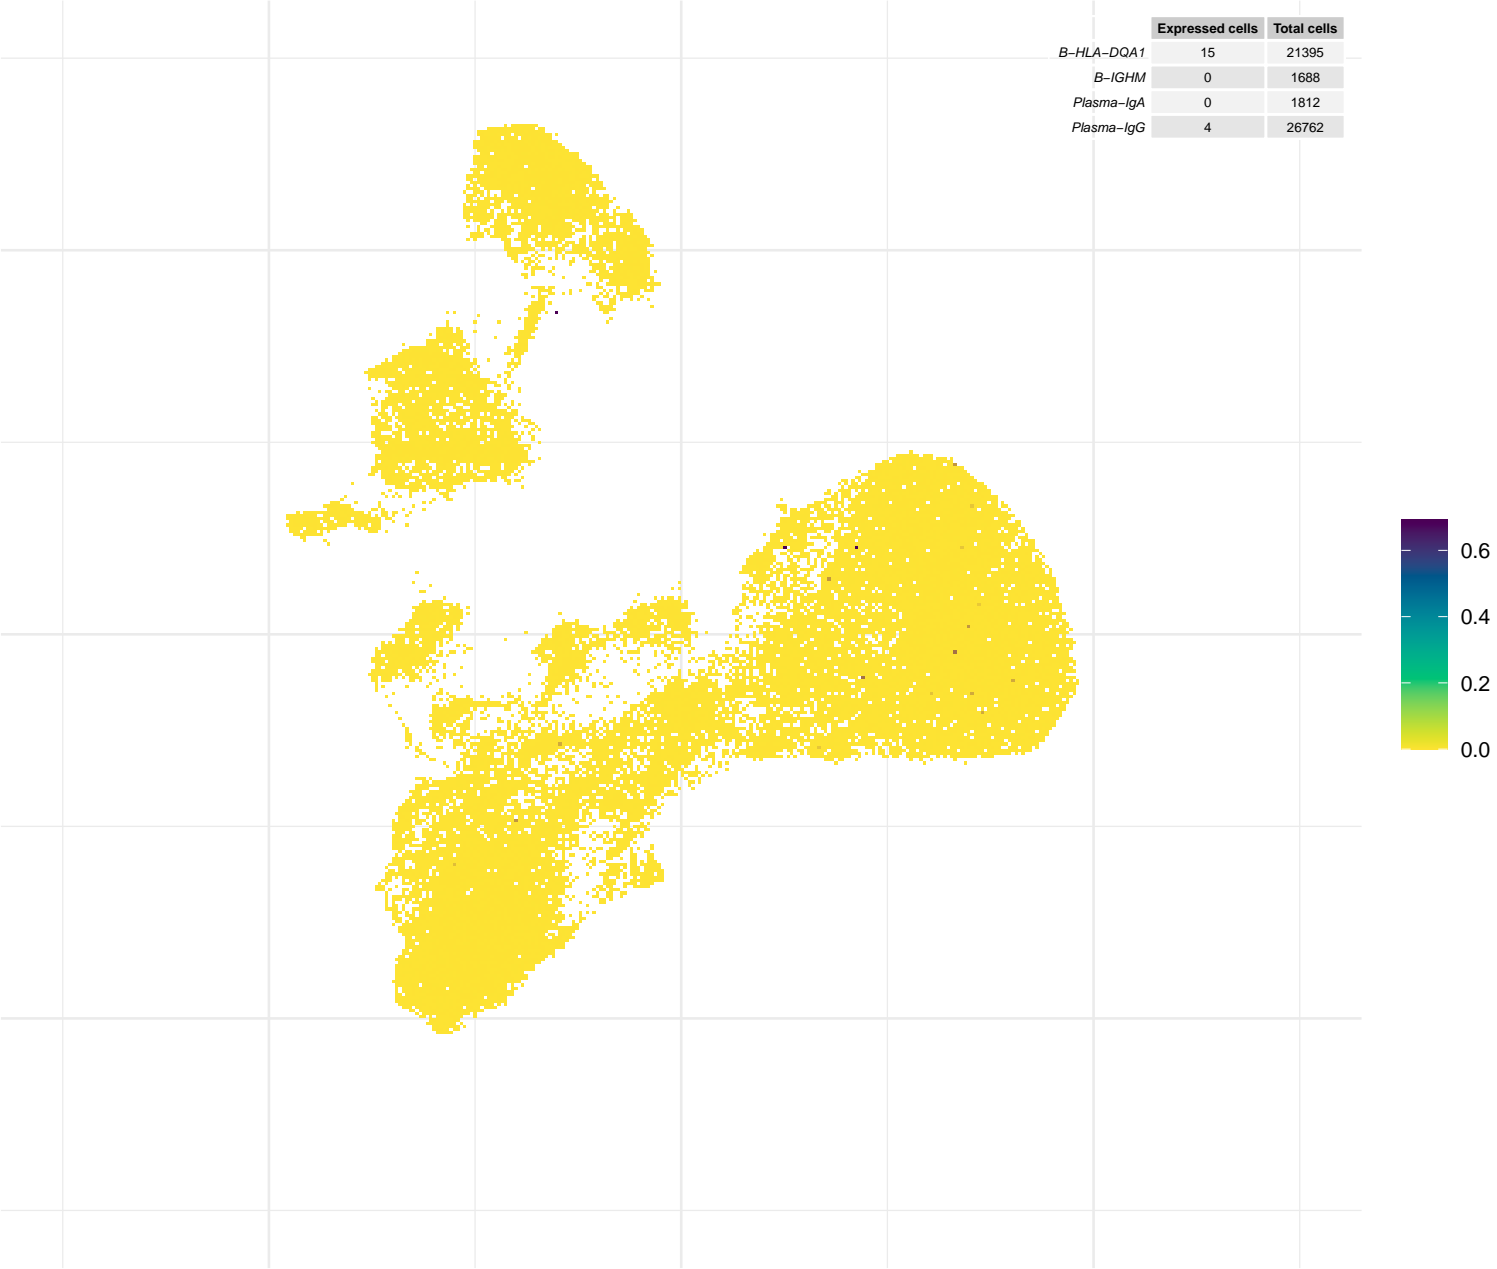 Expressed cells Total cells
B−HLA−DQA1 15 21395
B−IGHM 0 1688
Plasma−IgA 0 1812
Plasma−IgG 4 26762
0.6
0.4
0.2
0.0